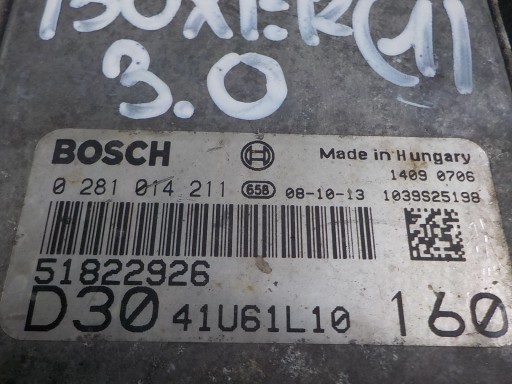 BOXER(1)
3.0
BOSCH Made in Hungary
1409 0706
0 281 014 211 658 08-10-13 1039S25198
51822926
D30 41U61L10 160